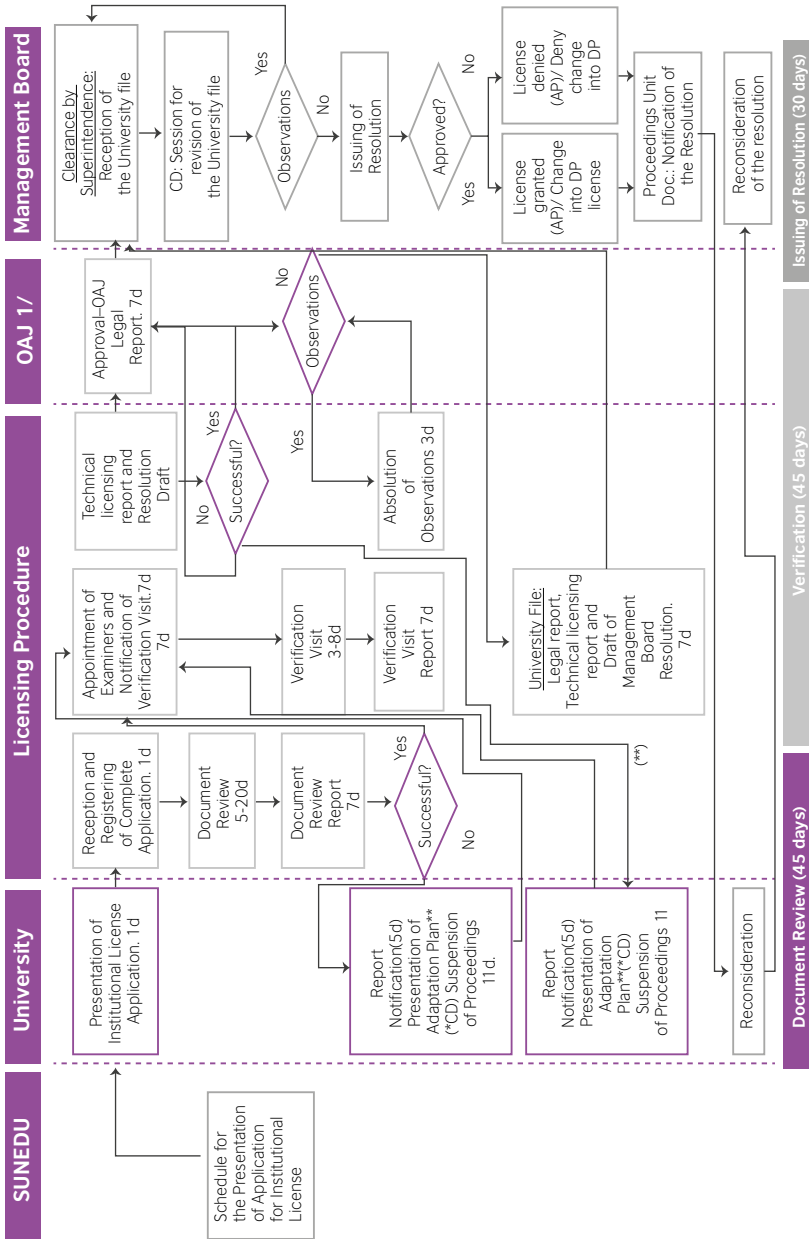 SUNEDU
University
Licensing Procedure
OAJ 1/
Management Board
Schedule for
the Presentation
of Application
for Institutional
License
Presentation of
Institutional License
Application. 1d
Report
Notification(5d)
Presentation of
Adaptation Plan**
(*CD) Suspension
of Proceedings
11d.
Report
Notification(5d)
Presentation of
Adaptation
Plan**(*CD)
Suspension
of Proceedings 11
Reconsideration
Reception and
Registering
of Complete
Application. 1d
Document
Review
5-20d
Document
Review
Report
7d
Successful?
Yes
No
Appointment of
Examiners and
Notification of
Verification Visit.7d
7d
Verification
Visit
3-8d
Verification
Visit
Report 7d
(**)
Technical
licensing
report and
Resolution
Draft
Successful?
No
Yes
Absolution
of
Observations 3d
University File:
Legal report,
Technical licensing
report and
Draft of
Management
Board
Resolution.
7d
Approval–OAJ
Legal
Report. 7d
Observations
Yes
No
Clearance by
Superintendence:
Reception of
the University file
CD: Session for
revision of
the University file
Observations
Yes
No
Issuing of
Resolution
Approved?
Yes
No
License
granted
(AP)/ Change
into DP
license
License
denied
(AP)/ Deny
change
into DP
Proceedings Unit
Doc.: Notification of
the Resolution
Reconsideration
of the resolution
Document Review (45 days)
Verification (45 days)
Issuing of Resolution (30 days)